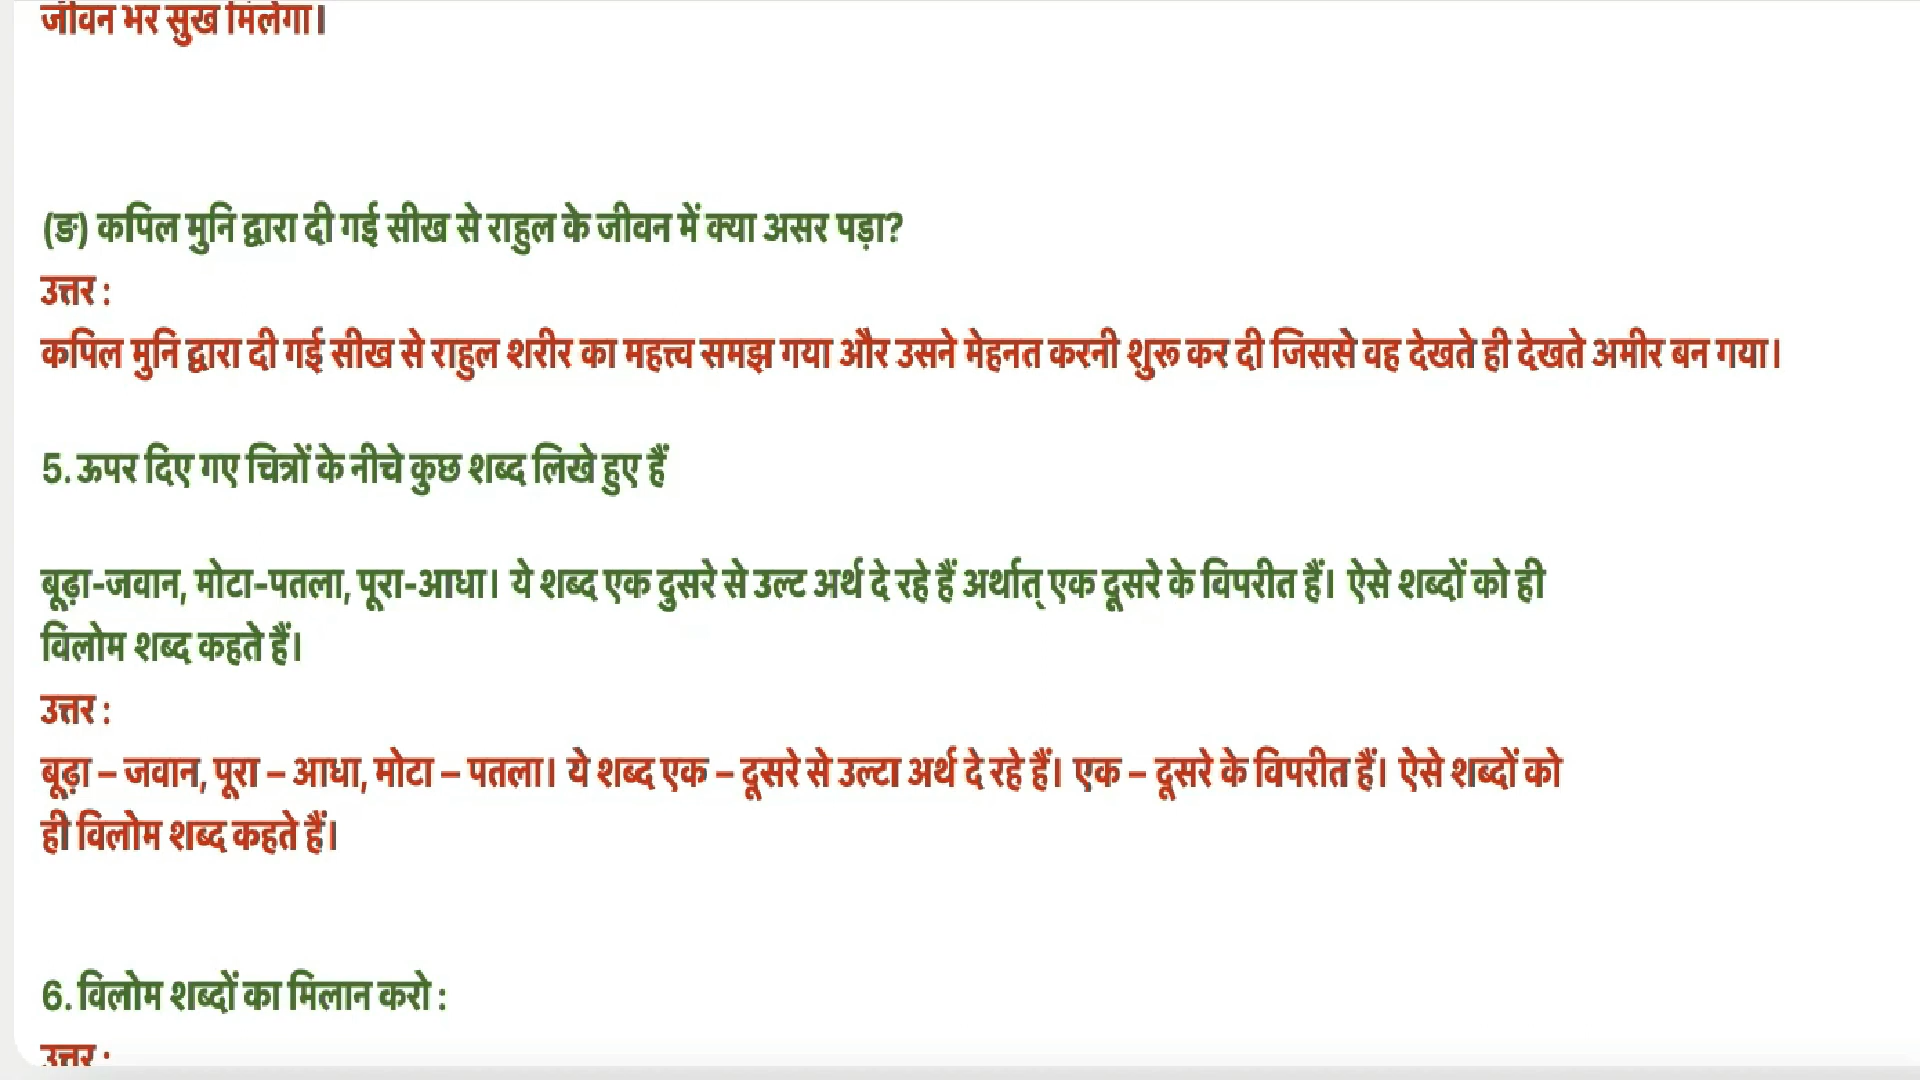 जीवन भर सुख मिलेगा।
(ङ) कपिल मुनि द्वारा दी गई सीख से राहुल के जीवन में क्या असर पड़ा?
उत्तर :
कपिल मुनि द्वारा दी गई सीख से राहुल शरीर का महत्त्व समझ गया और उसने मेहनत करनी शुरू कर दी जिससे वह देखते ही देखते अमीर बन गया।
5. ऊपर दिए गए चित्रों के नीचे कुछ शब्द लिखे हुए हैं
बूढ़ा-जवान, मोटा-पतला, पूरा-आधा। ये शब्द एक दुसरे से उल्ट अर्थ दे रहे हैं अर्थात् एक दूसरे के विपरीत हैं। ऐसे शब्दों को ही
विलोम शब्द कहते हैं।
उत्तर :
बूढ़ा – जवान, पूरा – आधा, मोटा – पतला। ये शब्द एक – दूसरे से उल्टा अर्थ दे रहे हैं। एक – दूसरे के विपरीत हैं। ऐसे शब्दों को
ही विलोम शब्द कहते हैं।
6. विलोम शब्दों का मिलान करो :
उत्तर :